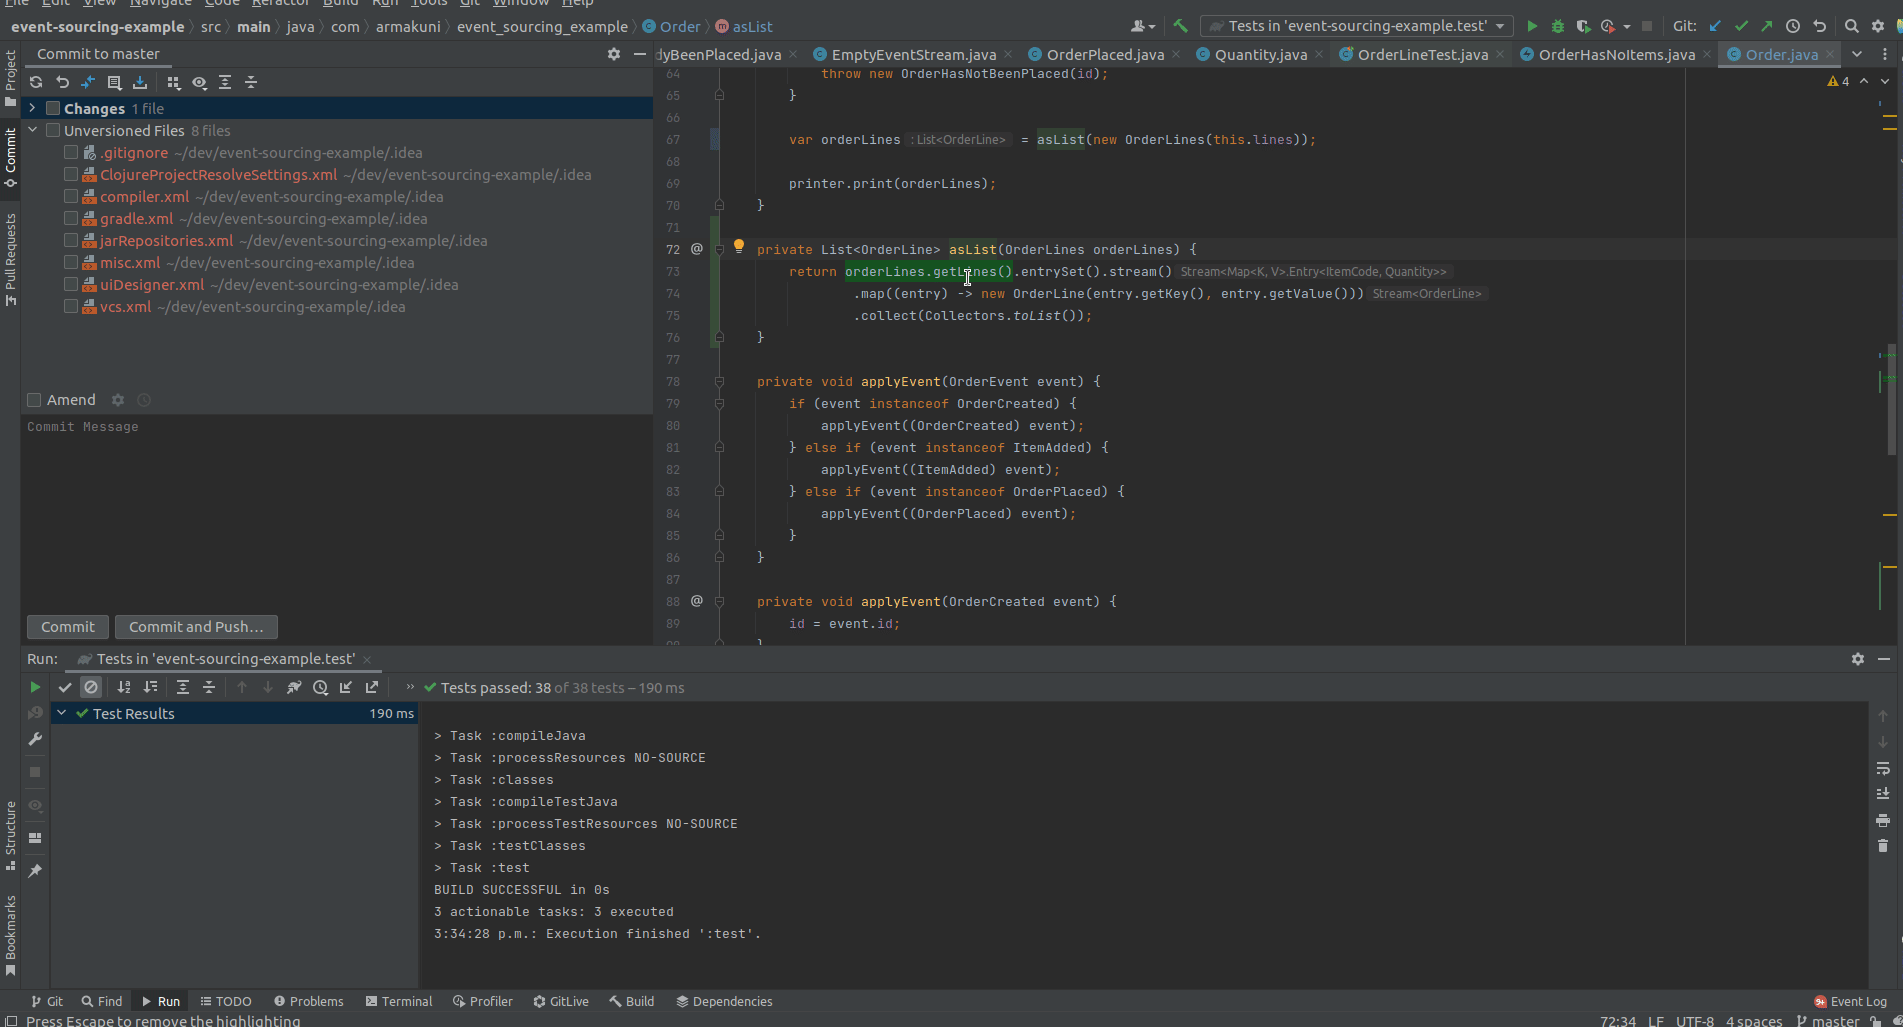 File Edit View Navigate Code Refactor Build Run Tools Git Window Help
event-sourcing-example src main java com armakuni event_sourcing_example Order asList
Tests in 'event-sourcing-example.test' Git:
Commit to master
dyBeenPlaced.java EmptyEventStream.java OrderPlaced.java Quantity.java OrderLineTest.java OrderHasNoItems.java Order.java
Changes 1 file
Unversioned Files 8 files
.gitignore ~/dev/event-sourcing-example/.idea
ClojureProjectResolveSettings.xml ~/dev/event-sourcing-example/.idea
compiler.xml ~/dev/event-sourcing-example/.idea
gradle.xml ~/dev/event-sourcing-example/.idea
jarRepositories.xml ~/dev/event-sourcing-example/.idea
misc.xml ~/dev/event-sourcing-example/.idea
uiDesigner.xml ~/dev/event-sourcing-example/.idea
vcs.xml ~/dev/event-sourcing-example/.idea
Amend
Commit Message
Commit Commit and Push...
Project
Commit
Pull Requests
Structure
Bookmarks
4
64 throw new OrderHasNotBeenPlaced(id);
65 }
66
67 var orderLines : List<OrderLine> = asList(new OrderLines(this.lines));
68
69 printer.print(orderLines);
70 }
71
72 @ private List<OrderLine> asList(OrderLines orderLines) {
73 return orderLines.getLines().entrySet().stream() Stream<Map<K, V>.Entry<ItemCode, Quantity>>
74 .map((entry) -> new OrderLine(entry.getKey(), entry.getValue())) Stream<OrderLine>
75 .collect(Collectors.toList());
76 }
77
78 private void applyEvent(OrderEvent event) {
79 if (event instanceof OrderCreated) {
80 applyEvent((OrderCreated) event);
81 } else if (event instanceof ItemAdded) {
82 applyEvent((ItemAdded) event);
83 } else if (event instanceof OrderPlaced) {
84 applyEvent((OrderPlaced) event);
85 }
86 }
87
88 @ private void applyEvent(OrderCreated event) {
89 id = event.id;
90 }
Run: Tests in 'event-sourcing-example.test'
Tests passed: 38 of 38 tests – 190 ms
Test Results 190 ms
> Task :compileJava
> Task :processResources NO-SOURCE
> Task :classes
> Task :compileTestJava
> Task :processTestResources NO-SOURCE
> Task :testClasses
> Task :test
BUILD SUCCESSFUL in 0s
3 actionable tasks: 3 executed
3:34:28 p.m.: Execution finished ':test'.
Git Find Run TODO Problems Terminal Profiler GitLive Build Dependencies 9+ Event Log
Press Escape to remove the highlighting 72:34 LF UTF-8 4 spaces master